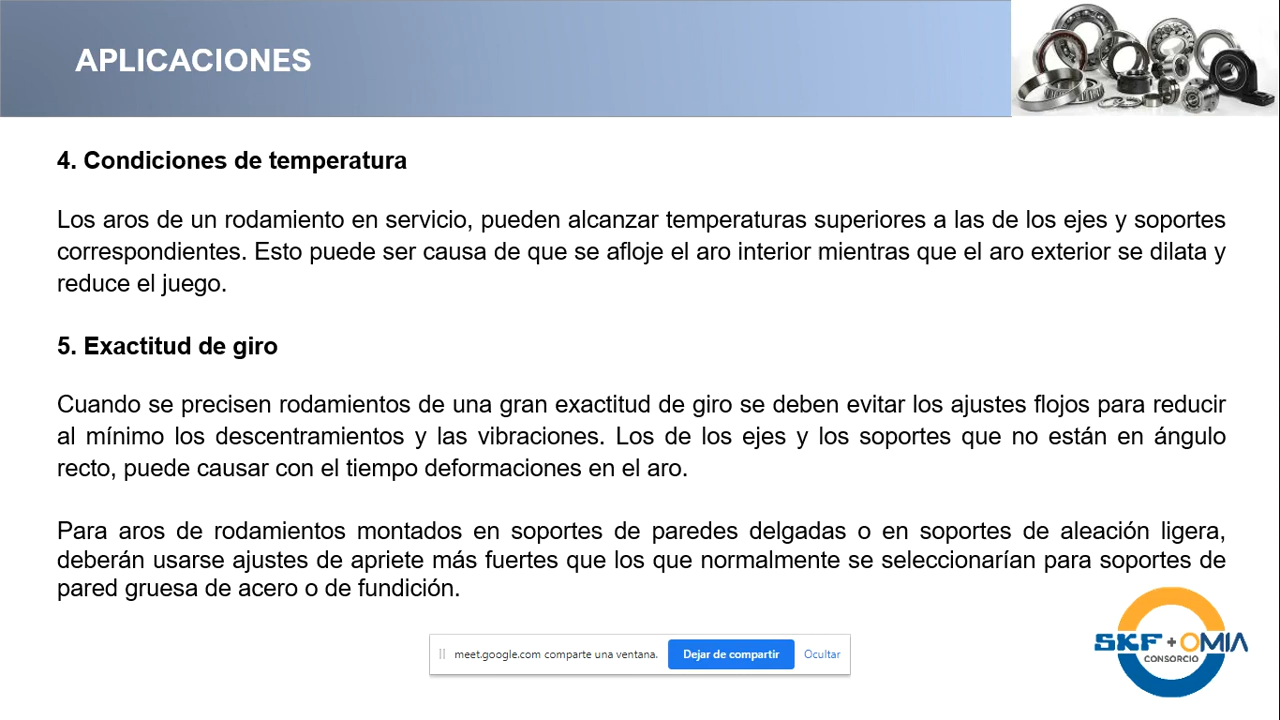 APLICACIONES
4. Condiciones de temperatura
Los aros de un rodamiento en servicio, pueden alcanzar temperaturas superiores a las de los ejes y soportes
correspondientes. Esto puede ser causa de que se afloje el aro interior mientras que el aro exterior se dilata y
reduce el juego.
5. Exactitud de giro
Cuando se precisen rodamientos de una gran exactitud de giro se deben evitar los ajustes flojos para reducir
al mínimo los descentramientos y las vibraciones. Los de los ejes y los soportes que no están en ángulo
recto, puede causar con el tiempo deformaciones en el aro.
Para aros de rodamientos montados en soportes de paredes delgadas o en soportes de aleación ligera,
deberán usarse ajustes de apriete más fuertes que los que normalmente se seleccionarían para soportes de
pared gruesa de acero o de fundición.
meet.google.com comparte una ventana. Dejar de compartir Ocultar
SKF + OMIA
CONSORCIO